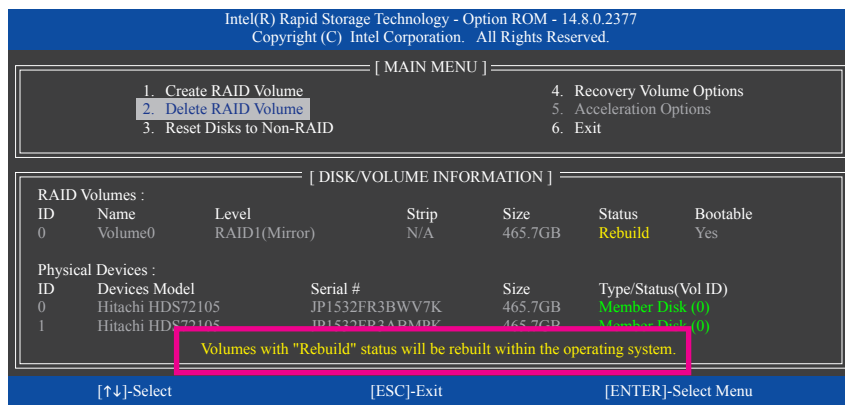 Intel(R) Rapid Storage Technology - Option ROM - 14.8.0.2377
Copyright (C) Intel Corporation. All Rights Reserved.
[ MAIN MENU ]
1. Create RAID Volume
2. Delete RAID Volume
3. Reset Disks to Non-RAID
4. Recovery Volume Options
5. Acceleration Options
6. Exit
[ DISK/VOLUME INFORMATION ]
RAID Volumes :
ID Name Level Strip Size Status Bootable
0 Volume0 RAID1(Mirror) N/A 465.7GB Rebuild Yes
Physical Devices :
ID Devices Model Serial # Size Type/Status(Vol ID)
0 Hitachi HDS72105 JP1532FR3BWV7K 465.7GB Member Disk (0)
1 Hitachi HDS72105 JP1532FR3ABMPK 465.7GB Member Disk (0)
Volumes with "Rebuild" status will be rebuilt within the operating system.
[↑↓]-Select [ESC]-Exit [ENTER]-Select Menu